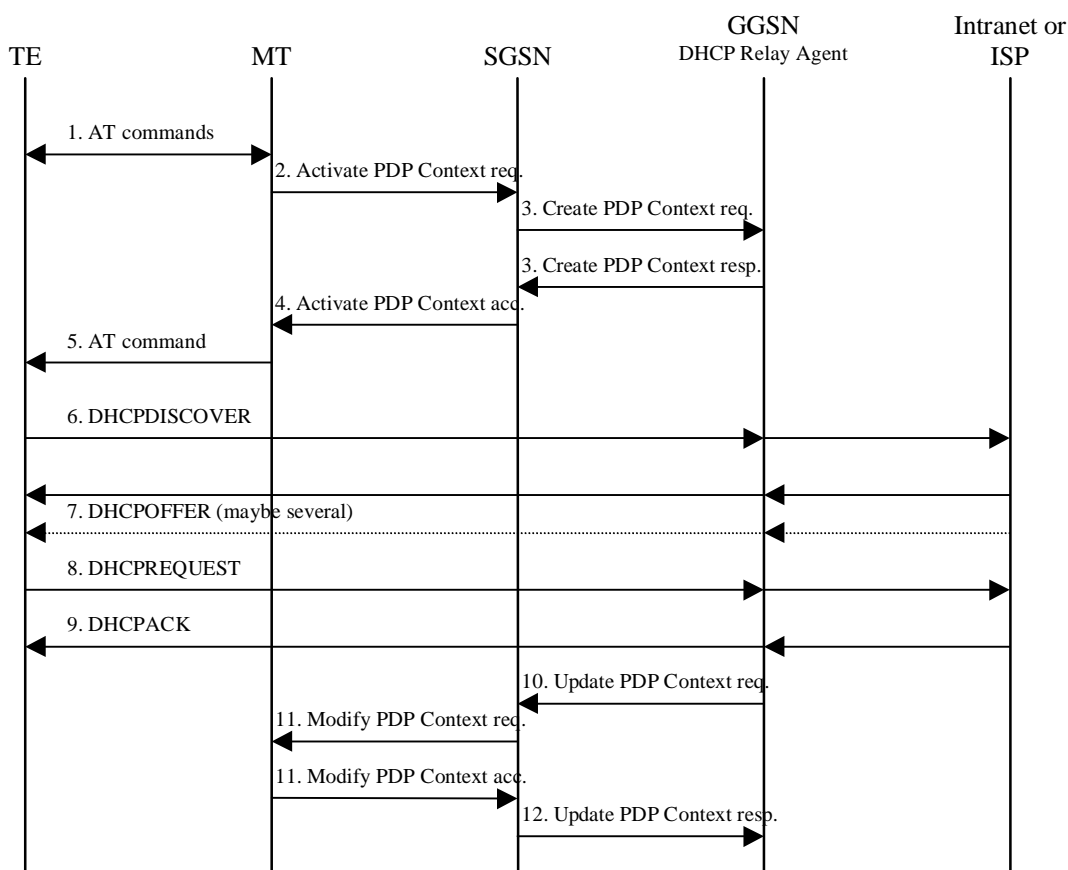 TE
MT
SGSN
GGSN
DHCP Relay Agent
Intranet or
ISP
1. AT commands
2. Activate PDP Context req.
3. Create PDP Context req.
3. Create PDP Context resp.
4. Activate PDP Context acc.
5. AT command
6. DHCPDISCOVER
7. DHCPOFFER (maybe several)
8. DHCPREQUEST
9. DHCPACK
10. Update PDP Context req.
11. Modify PDP Context req.
11. Modify PDP Context acc.
12. Update PDP Context resp.